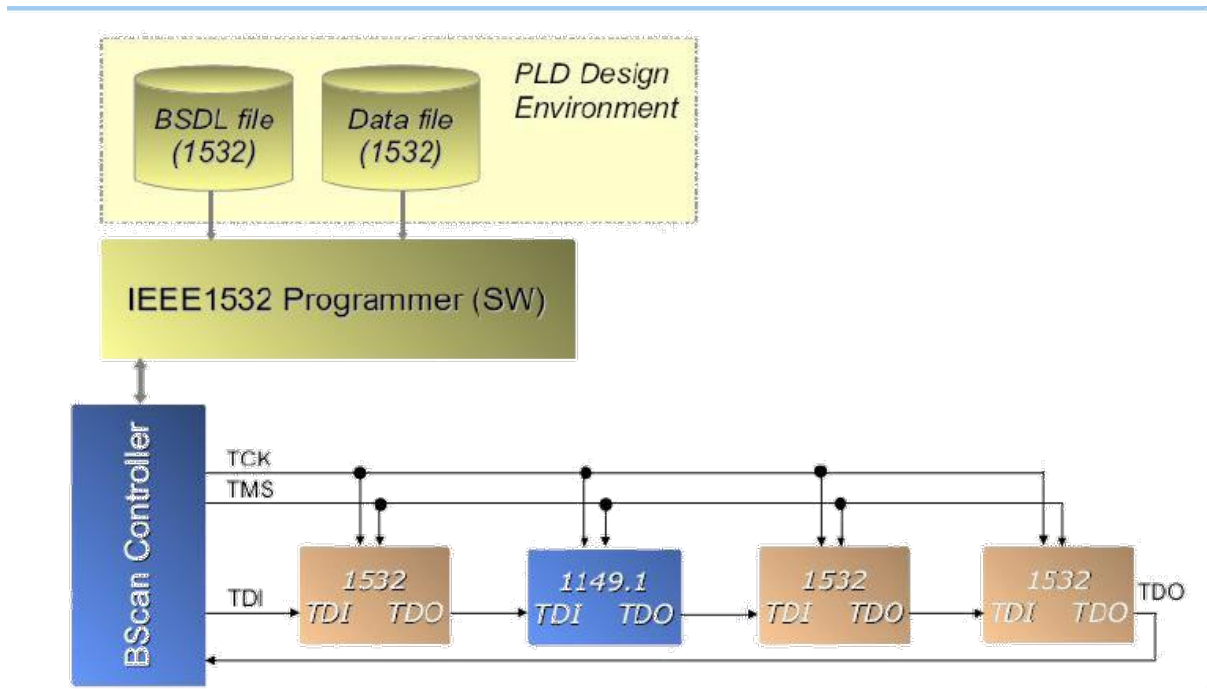 BSDL file
(1532)
Data file
(1532)
PLD Design
Environment
IEEE1532 Programmer (SW)
BScan Controller
TCK
TMS
TDI
1532
TDI TDO
1149.1
TDI TDO
1532
TDI TDO
1532
TDI TDO
TDO